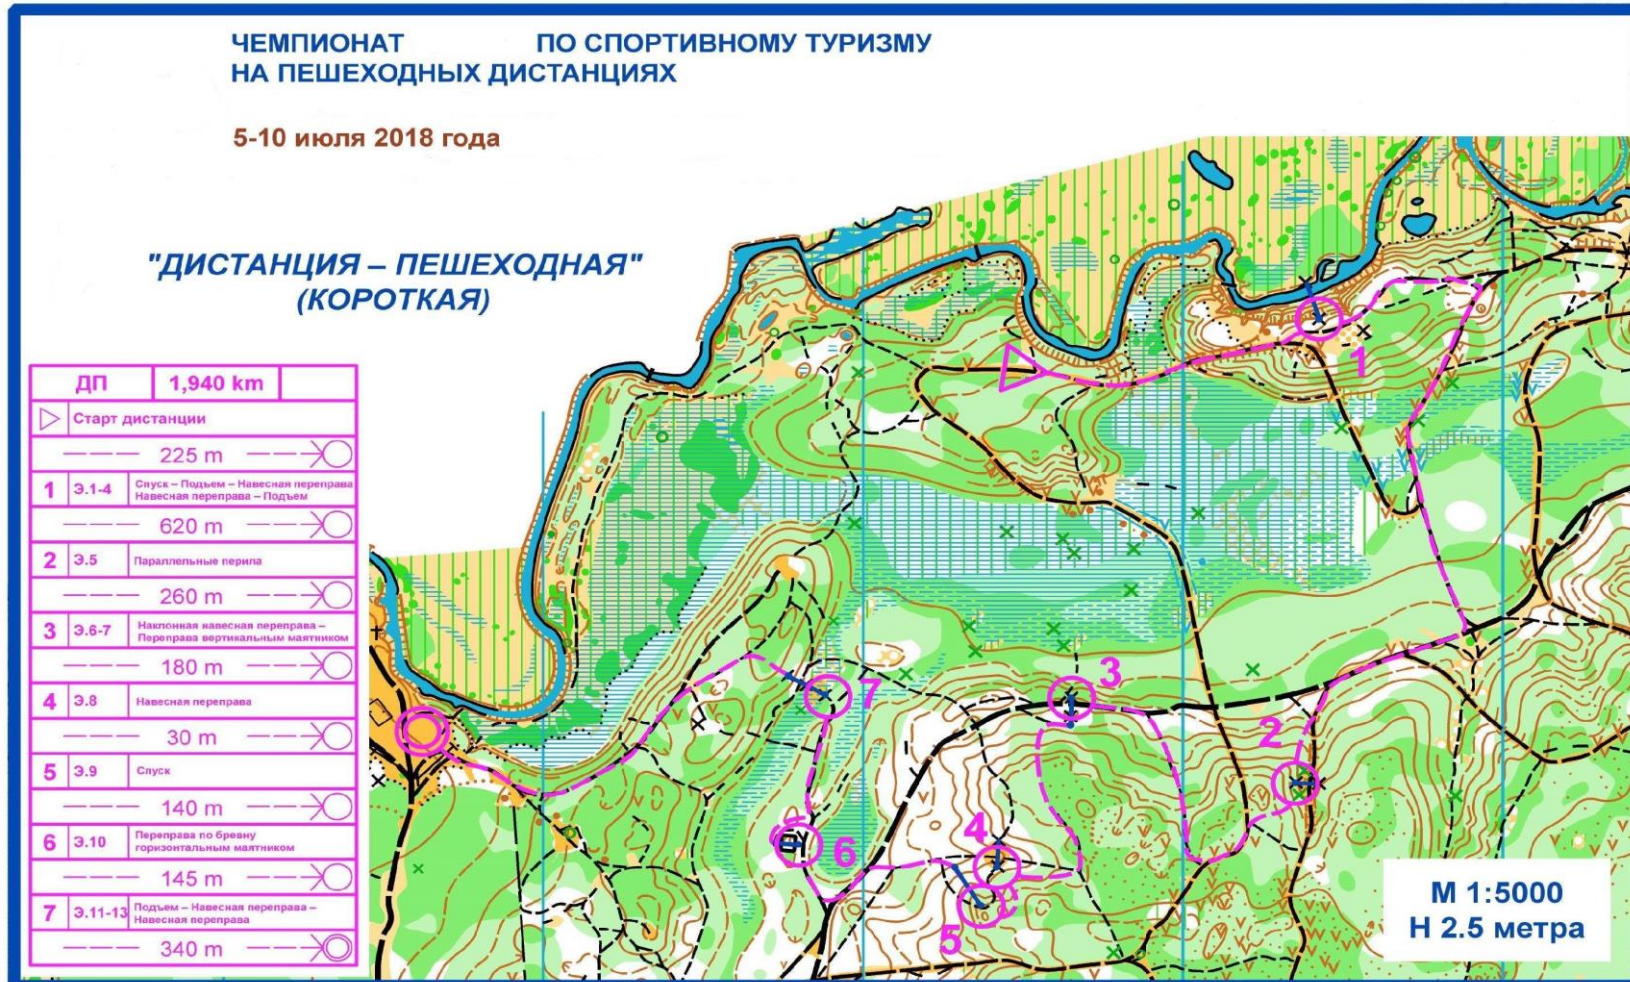 ЧЕМПИОНАТ ПО СПОРТИВНОМУ ТУРИЗМУ
НА ПЕШЕХОДНЫХ ДИСТАНЦИЯХ
5-10 июля 2018 года
"ДИСТАНЦИЯ – ПЕШЕХОДНАЯ"
(КОРОТКАЯ)
ДП 1,940 km
Старт дистанции
225 m
1 Э.1-4 Спуск – Подъем – Навесная переправа
Навесная переправа – Подъем
620 m
2 Э.5 Параллельные перила
260 m
3 Э.6-7 Наклонная навесная переправа –
Переправа вертикальным маятником
180 m
4 Э.8 Навесная переправа
30 m
5 Э.9 Спуск
140 m
6 Э.10 Переправа по бревну
горизонтальным маятником
145 m
7 Э.11-13 Подъем – Навесная переправа –
Навесная переправа
340 m
1
3
7
2
4
6
5
М 1:5000
Н 2.5 метра